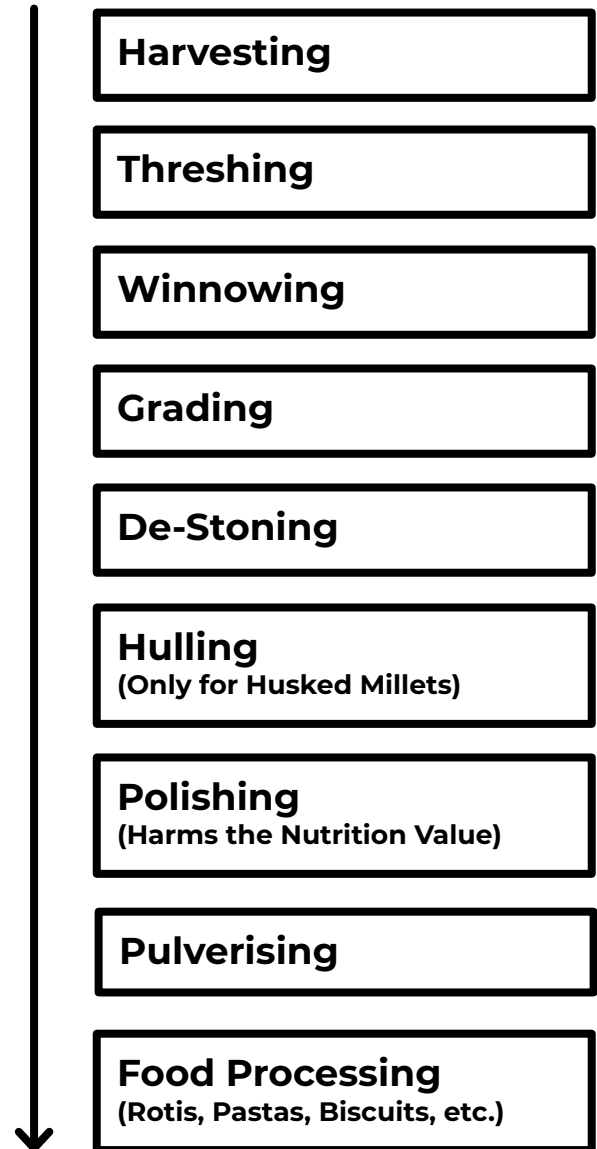 Harvesting
Threshing
Winnowing
Grading
De-Stoning
Hulling
(Only for Husked Millets)
Polishing
(Harms the Nutrition Value)
Pulverising
Food Processing
(Rotis, Pastas, Biscuits, etc.)